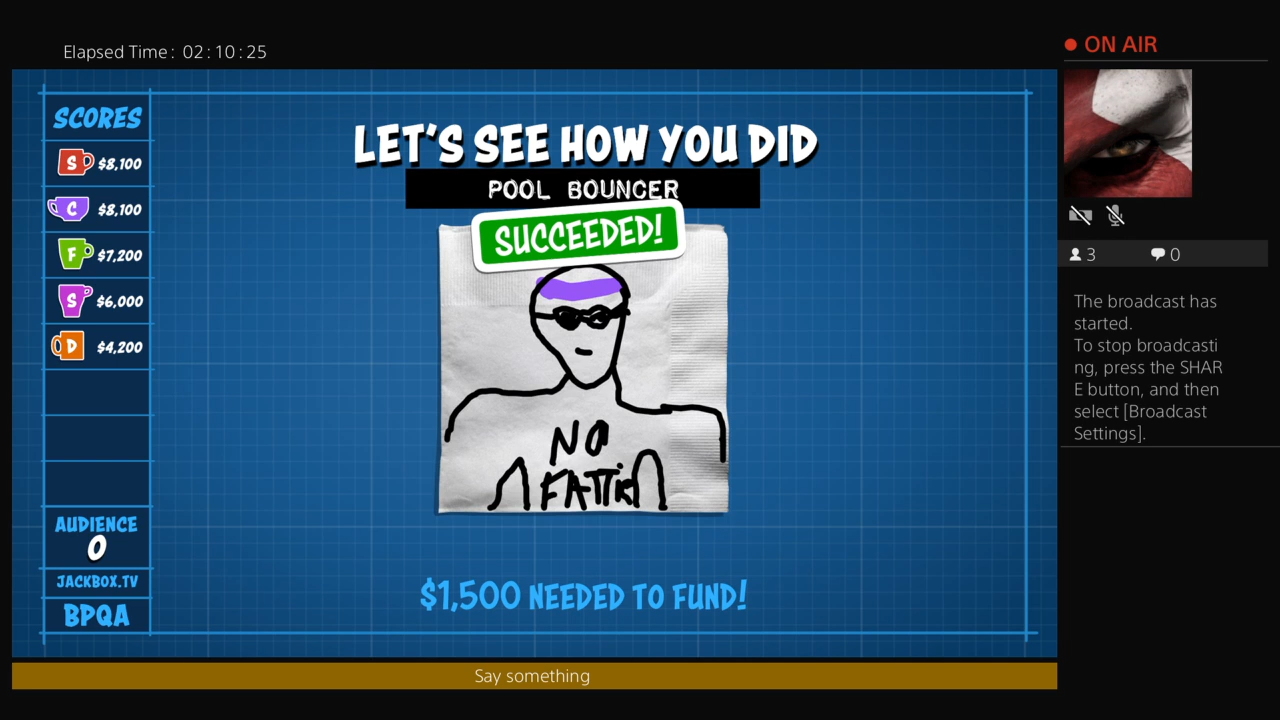 Elapsed Time: 02:10:25
ON AIR
SCORES
S $8,100
C $8,100
F $7,200
S $6,000
D $4,200
AUDIENCE
0
JACKBOX.TV
BPQA
LET'S SEE HOW YOU DID
POOL BOUNCER
SUCCEEDED!
NO
FATTIES
$1,500 NEEDED TO FUND!
Say something
3
0
The broadcast has
started.
To stop broadcasti
ng, press the SHAR
E button, and then
select [Broadcast
Settings].